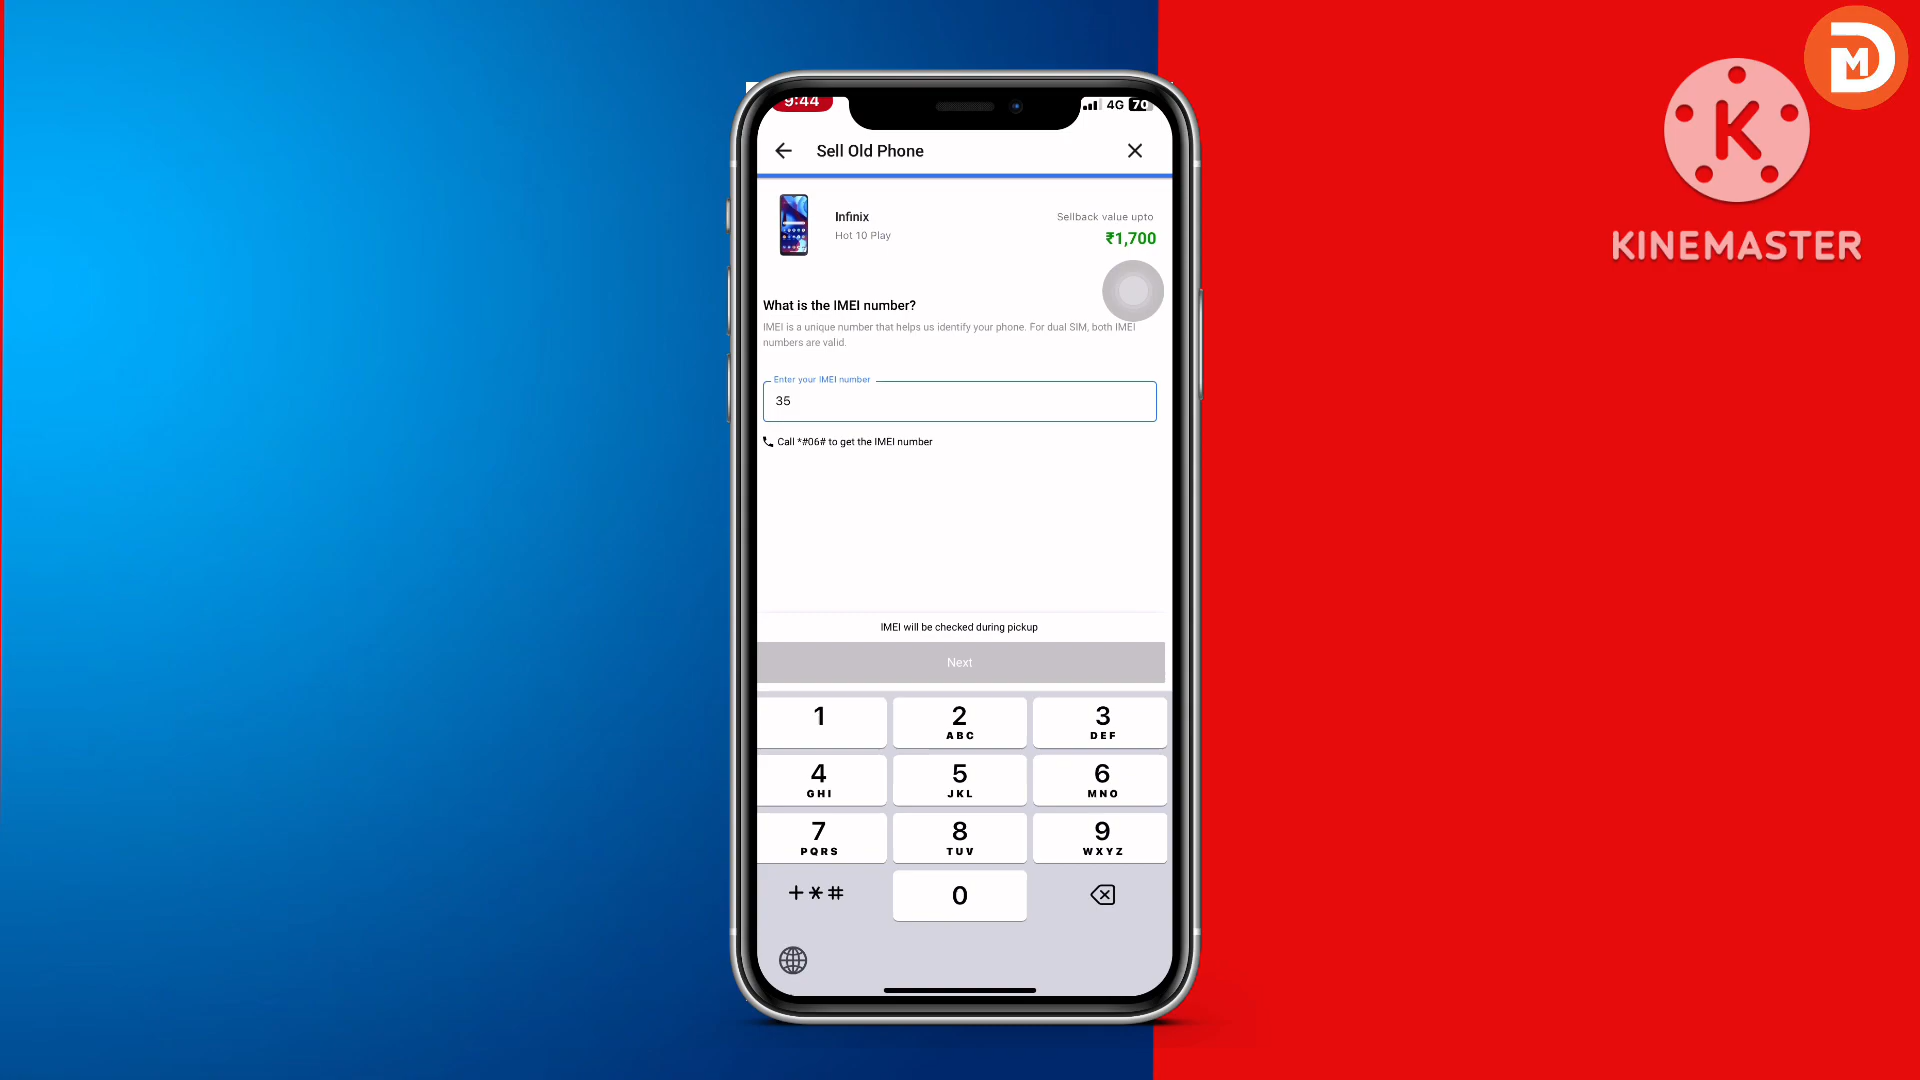 9:44
4G 70
Sell Old Phone
Infinix
Hot 10 Play
Sellback value upto
₹1,700
What is the IMEI number?
IMEI is a unique number that helps us identify your phone. For dual SIM, both IMEI
numbers are valid.
Enter your IMEI number
35
Call *#06# to get the IMEI number
IMEI will be checked during pickup
Next
1
2
ABC
3
DEF
4
GHI
5
JKL
6
MNO
7
PQRS
8
TUV
9
WXYZ
+*#
0
DM
K
KINEMASTER